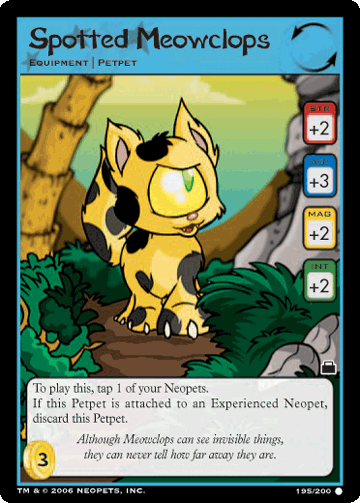 Spotted Meowclops
Equipment | Petpet
STR
+2
+3
MAG
+2
INT
+2
To play this, tap 1 of your Neopets.
If this Petpet is attached to an Experienced Neopet,
discard this Petpet.
Although Meowclops can see invisible things,
they can never tell how far away they are.
3
TM & © 2006 NEOPETS, INC.
195/200